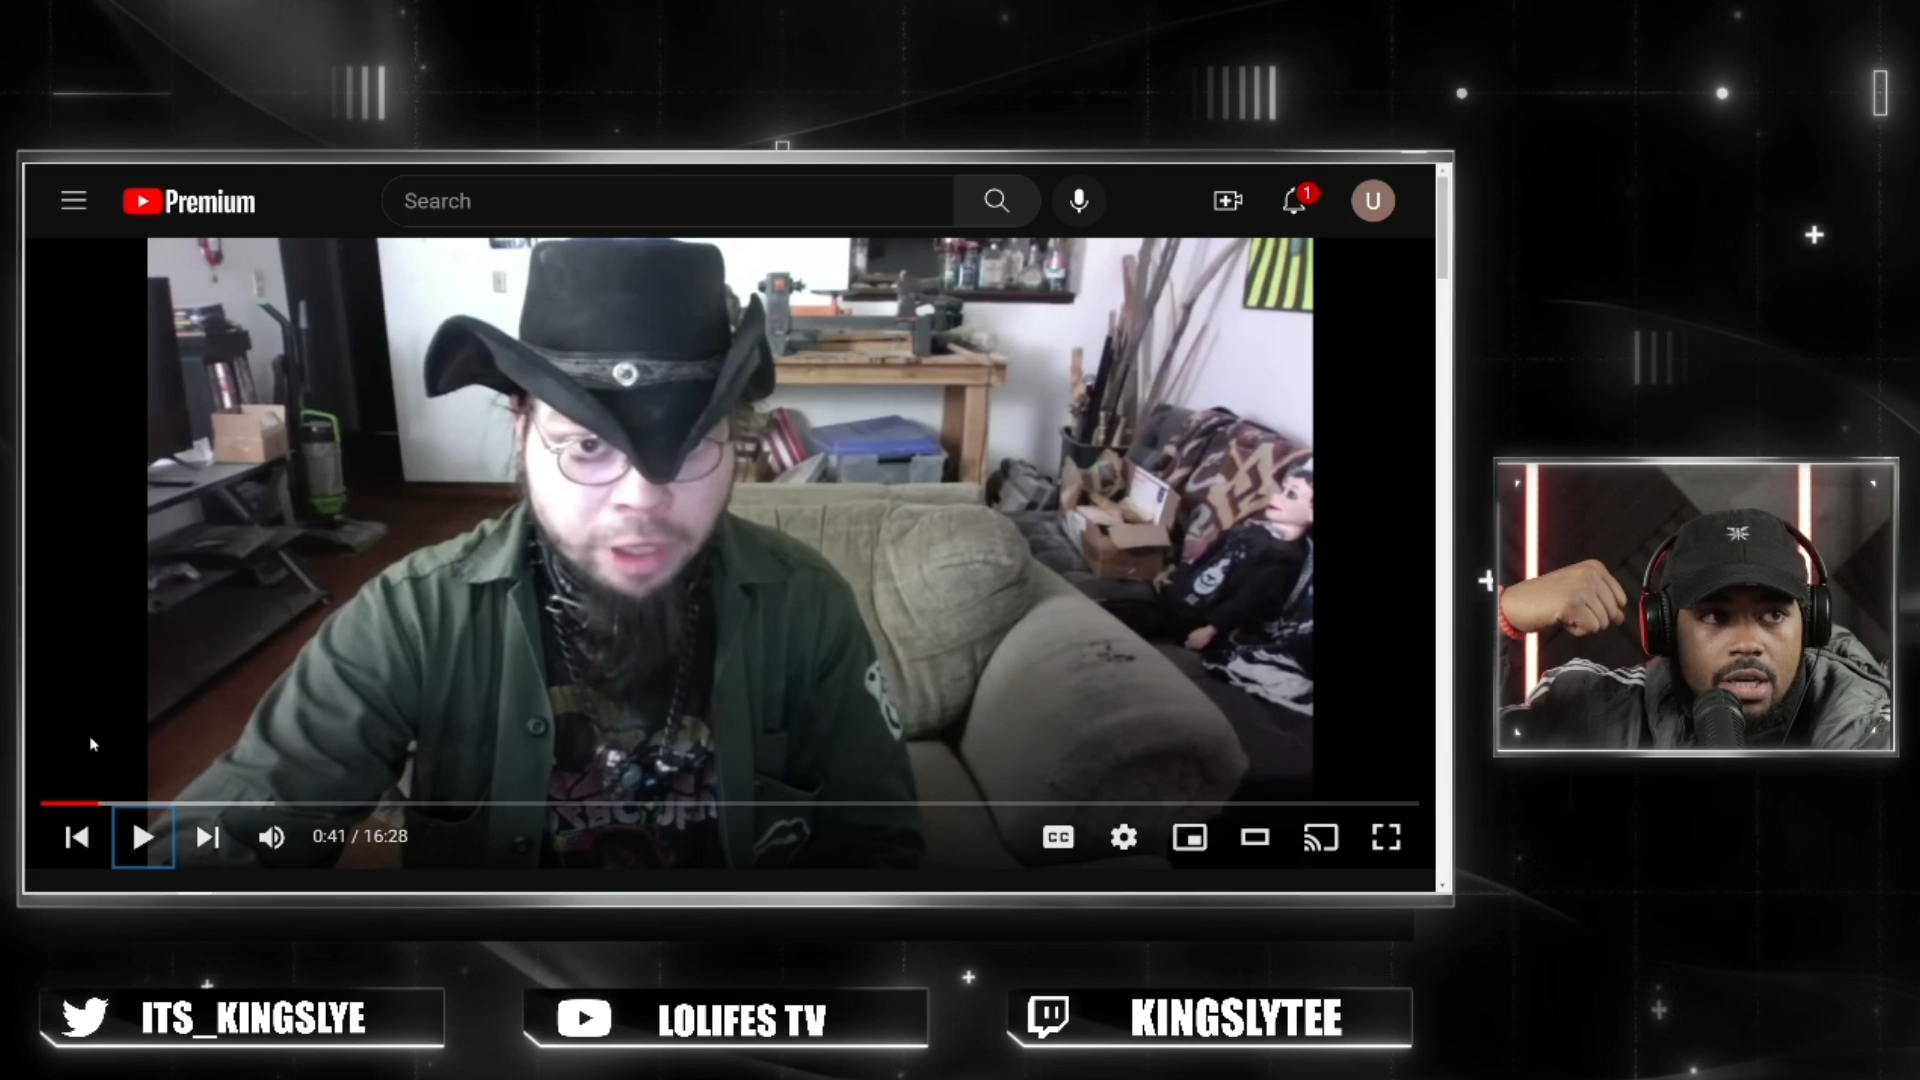 Premium
Search
1
U
0:41 / 16:28
CC
ITS_KINGSLYE
LOLIFES TV
KINGSLYTEE